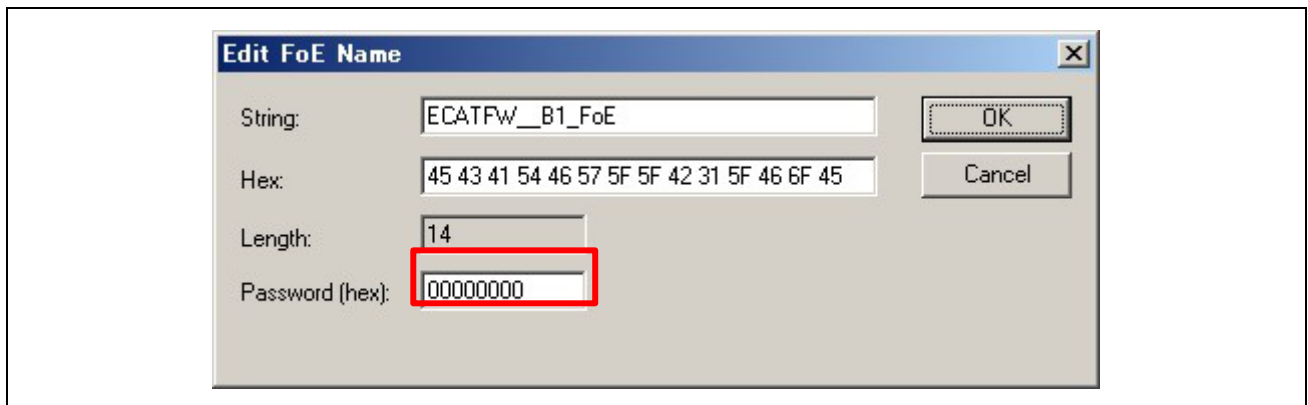 Edit FoE Name
String: ECATFW__B1_FoE OK
Hex: 45 43 41 54 46 57 5F 5F 42 31 5F 46 6F 45 Cancel
Length: 14
Password (hex): 00000000